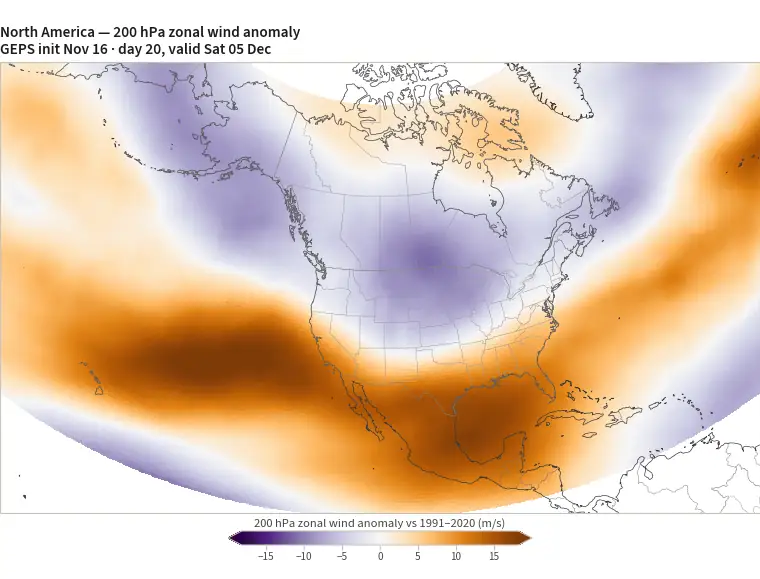 North America — 200 hPa zonal wind anomaly
GEPS init Nov 16 · day 20, valid Sat 05 Dec
200 hPa zonal wind anomaly vs 1991–2020 (m/s)
−15 −10 −5 0 5 10 15